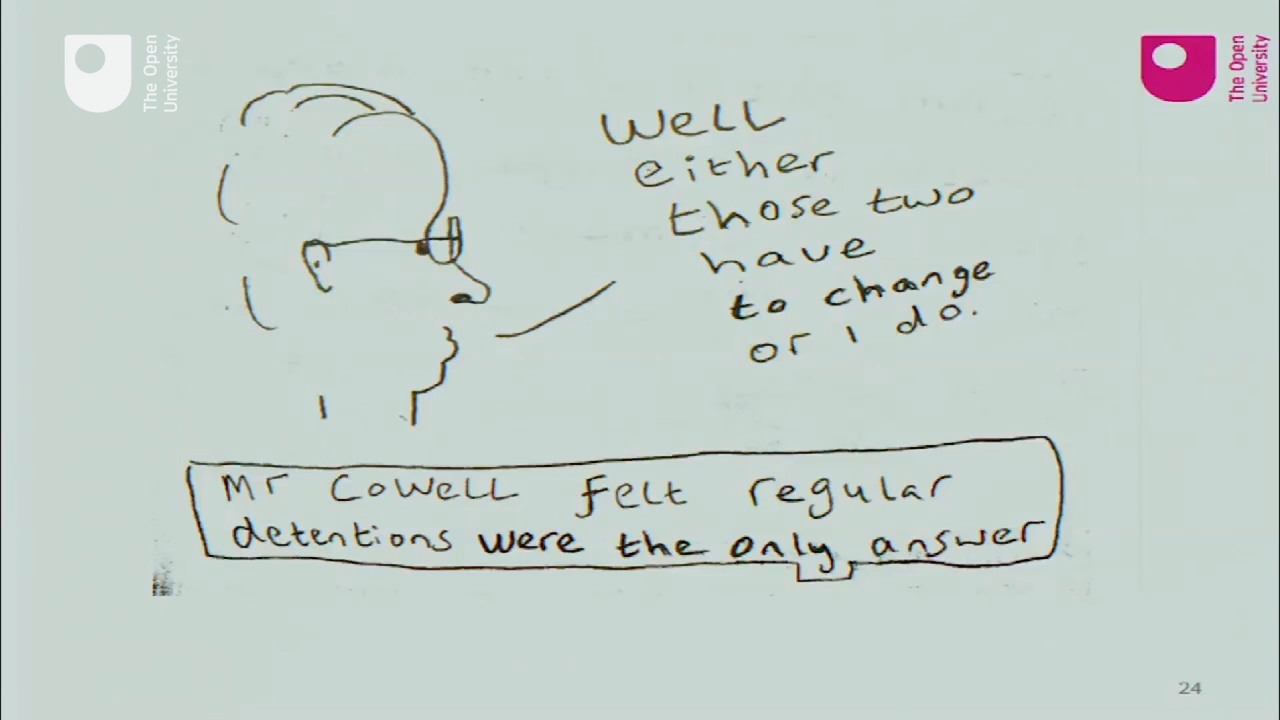 The Open
University
The Open
University
Well
either
those two
have
to change
or I do.
Mr Cowell felt regular
detentions were the only answer
24